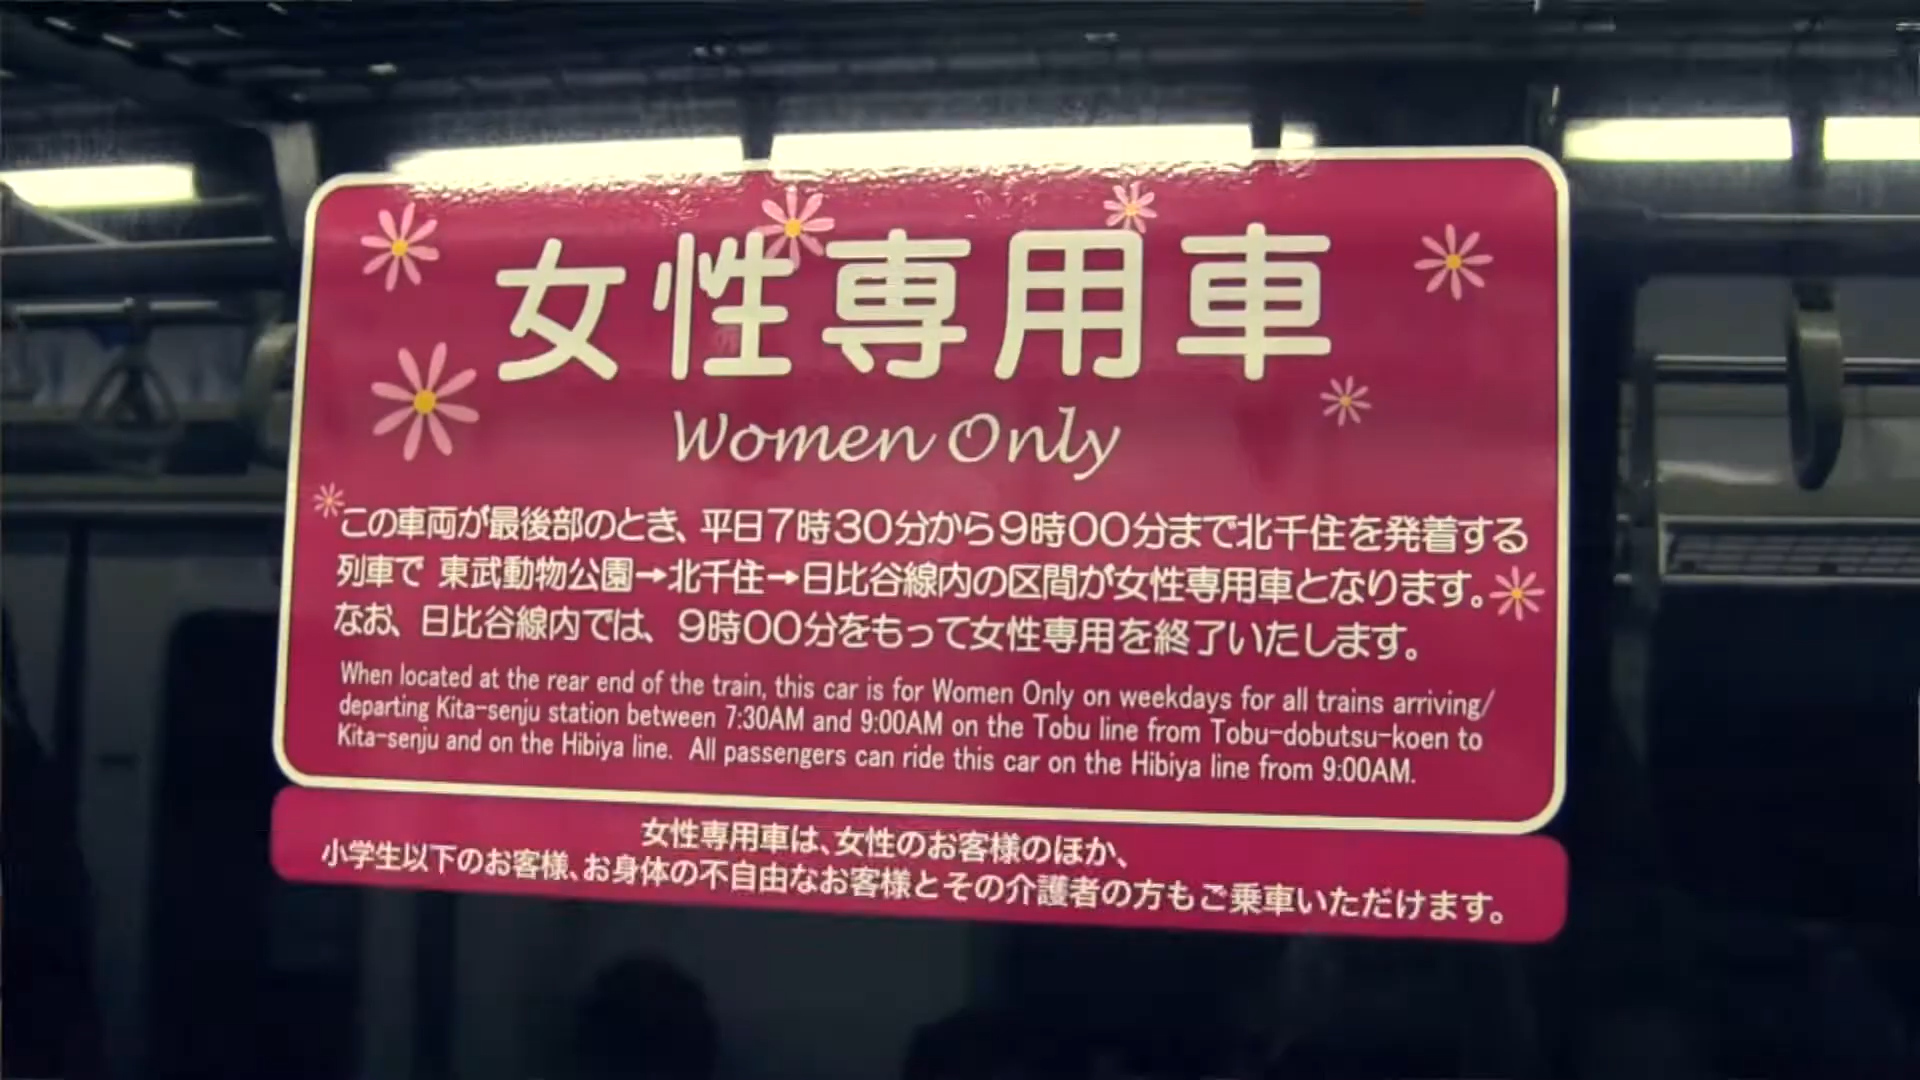 女性専用車
Women Only
この車両が最後部のとき、平日7時30分から9時00分まで北千住を発着する
列車で 東武動物公園→北千住→日比谷線内の区間が女性専用車となります。
なお、日比谷線内では、9時00分をもって女性専用を終了いたします。
When located at the rear end of the train, this car is for Women Only on weekdays for all trains arriving/
departing Kita-senju station between 7:30AM and 9:00AM on the Tobu line from Tobu-dobutsu-koen to
Kita-senju and on the Hibiya line. All passengers can ride this car on the Hibiya line from 9:00AM.
女性専用車は、女性のお客様のほか、
小学生以下のお客様、お身体の不自由なお客様とその介護者の方もご乗車いただけます。